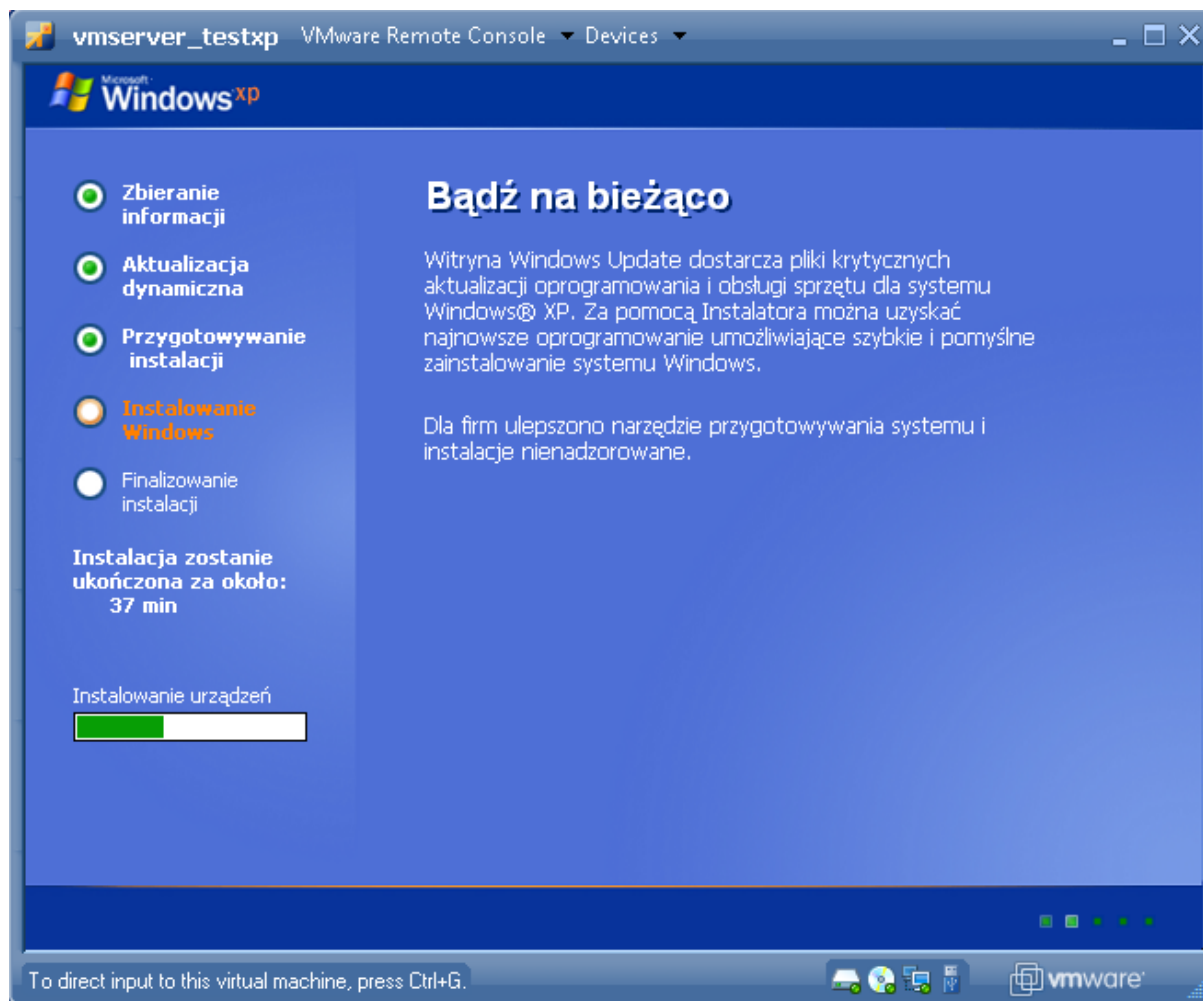 vmserver_testxp VMware Remote Console Devices
Microsoft
Windows xp
Zbieranie
informacji
Aktualizacja
dynamiczna
Przygotowywanie
instalacji
Instalowanie
Windows
Finalizowanie
instalacji
Instalacja zostanie
ukończona za około:
37 min
Instalowanie urządzeń
Bądź na bieżąco
Witryna Windows Update dostarcza pliki krytycznych
aktualizacji oprogramowania i obsługi sprzętu dla systemu
Windows® XP. Za pomocą Instalatora można uzyskać
najnowsze oprogramowanie umożliwiające szybkie i pomyślne
zainstalowanie systemu Windows.
Dla firm ulepszono narzędzie przygotowywania systemu i
instalacje nienadzorowane.
To direct input to this virtual machine, press Ctrl+G.
vmware